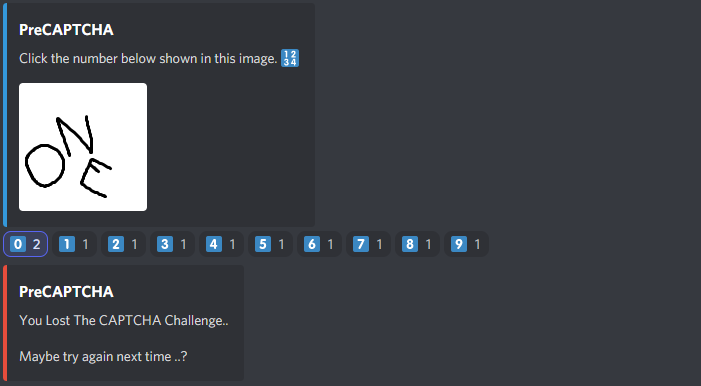 PreCAPTCHA
Click the number below shown in this image. 🔢
ONE
0 2 1 1 2 1 3 1 4 1 5 1 6 1 7 1 8 1 9 1
PreCAPTCHA
You Lost The CAPTCHA Challenge..
Maybe try again next time ..?